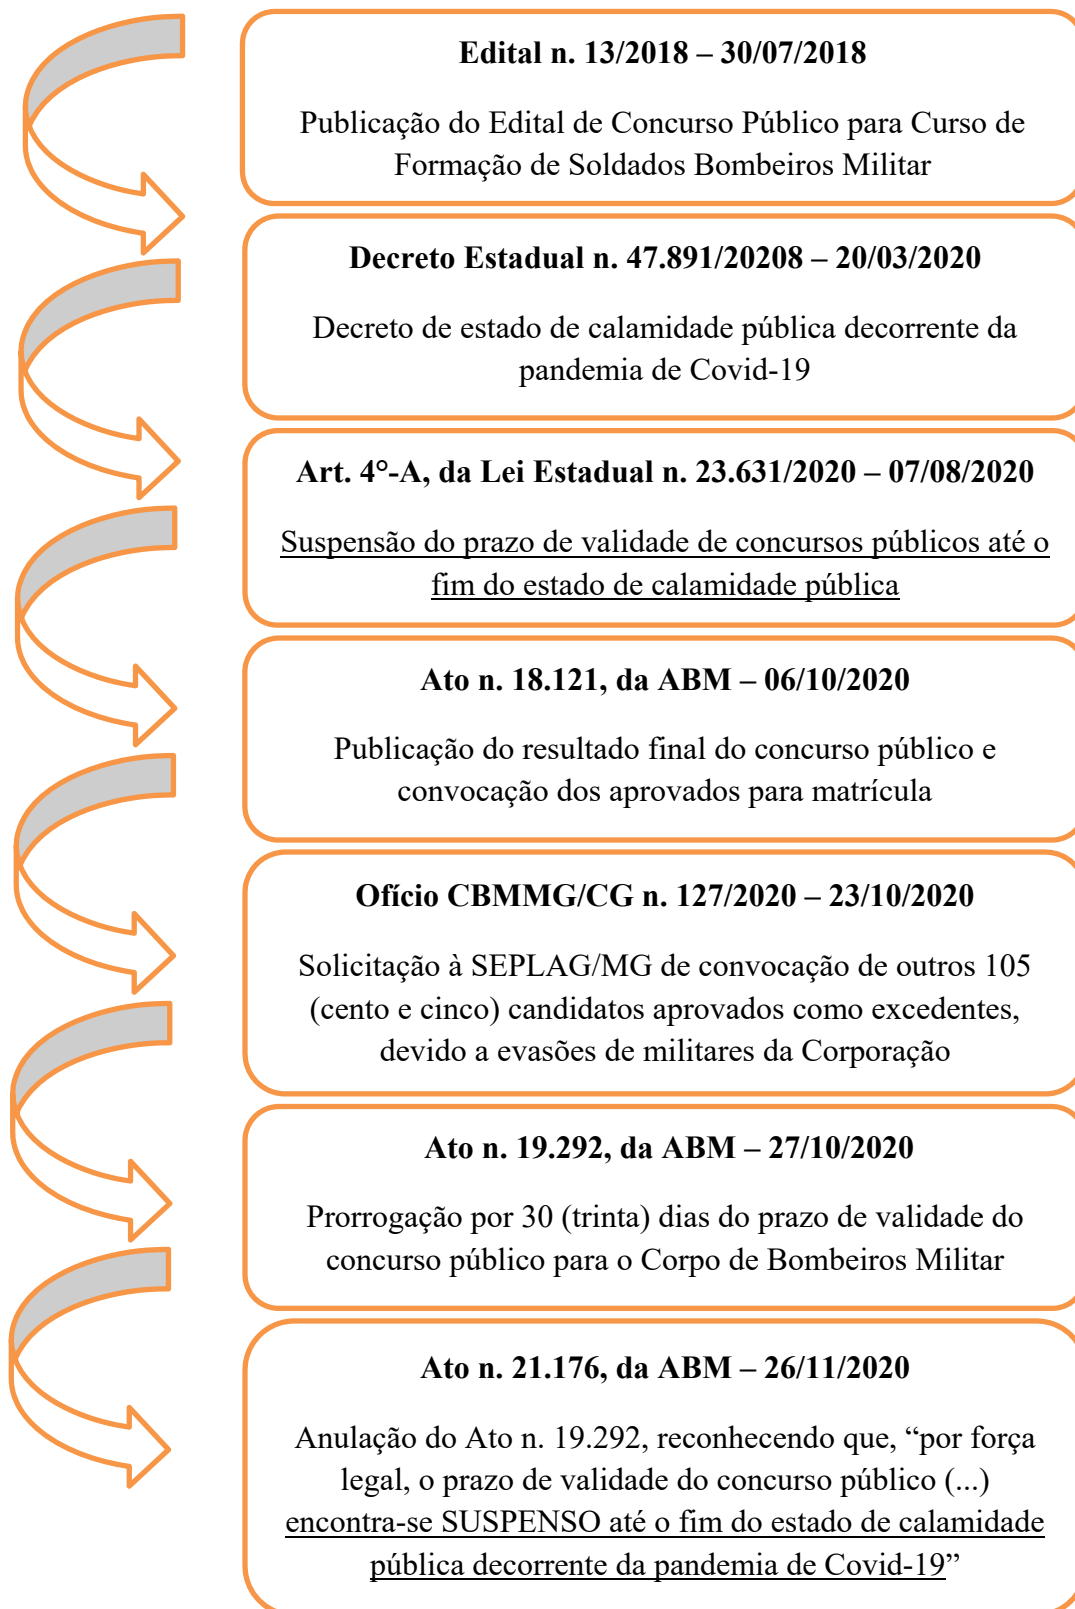 Edital n. 13/2018 – 30/07/2018
Publicação do Edital de Concurso Público para Curso de
Formação de Soldados Bombeiros Militar
Decreto Estadual n. 47.891/20208 – 20/03/2020
Decreto de estado de calamidade pública decorrente da
pandemia de Covid-19
Art. 4°-A, da Lei Estadual n. 23.631/2020 – 07/08/2020
Suspensão do prazo de validade de concursos públicos até o
fim do estado de calamidade pública
Ato n. 18.121, da ABM – 06/10/2020
Publicação do resultado final do concurso público e
convocação dos aprovados para matrícula
Ofício CBMMG/CG n. 127/2020 – 23/10/2020
Solicitação à SEPLAG/MG de convocação de outros 105
(cento e cinco) candidatos aprovados como excedentes,
devido a evasões de militares da Corporação
Ato n. 19.292, da ABM – 27/10/2020
Prorrogação por 30 (trinta) dias do prazo de validade do
concurso público para o Corpo de Bombeiros Militar
Ato n. 21.176, da ABM – 26/11/2020
Anulação do Ato n. 19.292, reconhecendo que, “por força
legal, o prazo de validade do concurso público (...)
encontra-se SUSPENSO até o fim do estado de calamidade
pública decorrente da pandemia de Covid-19”